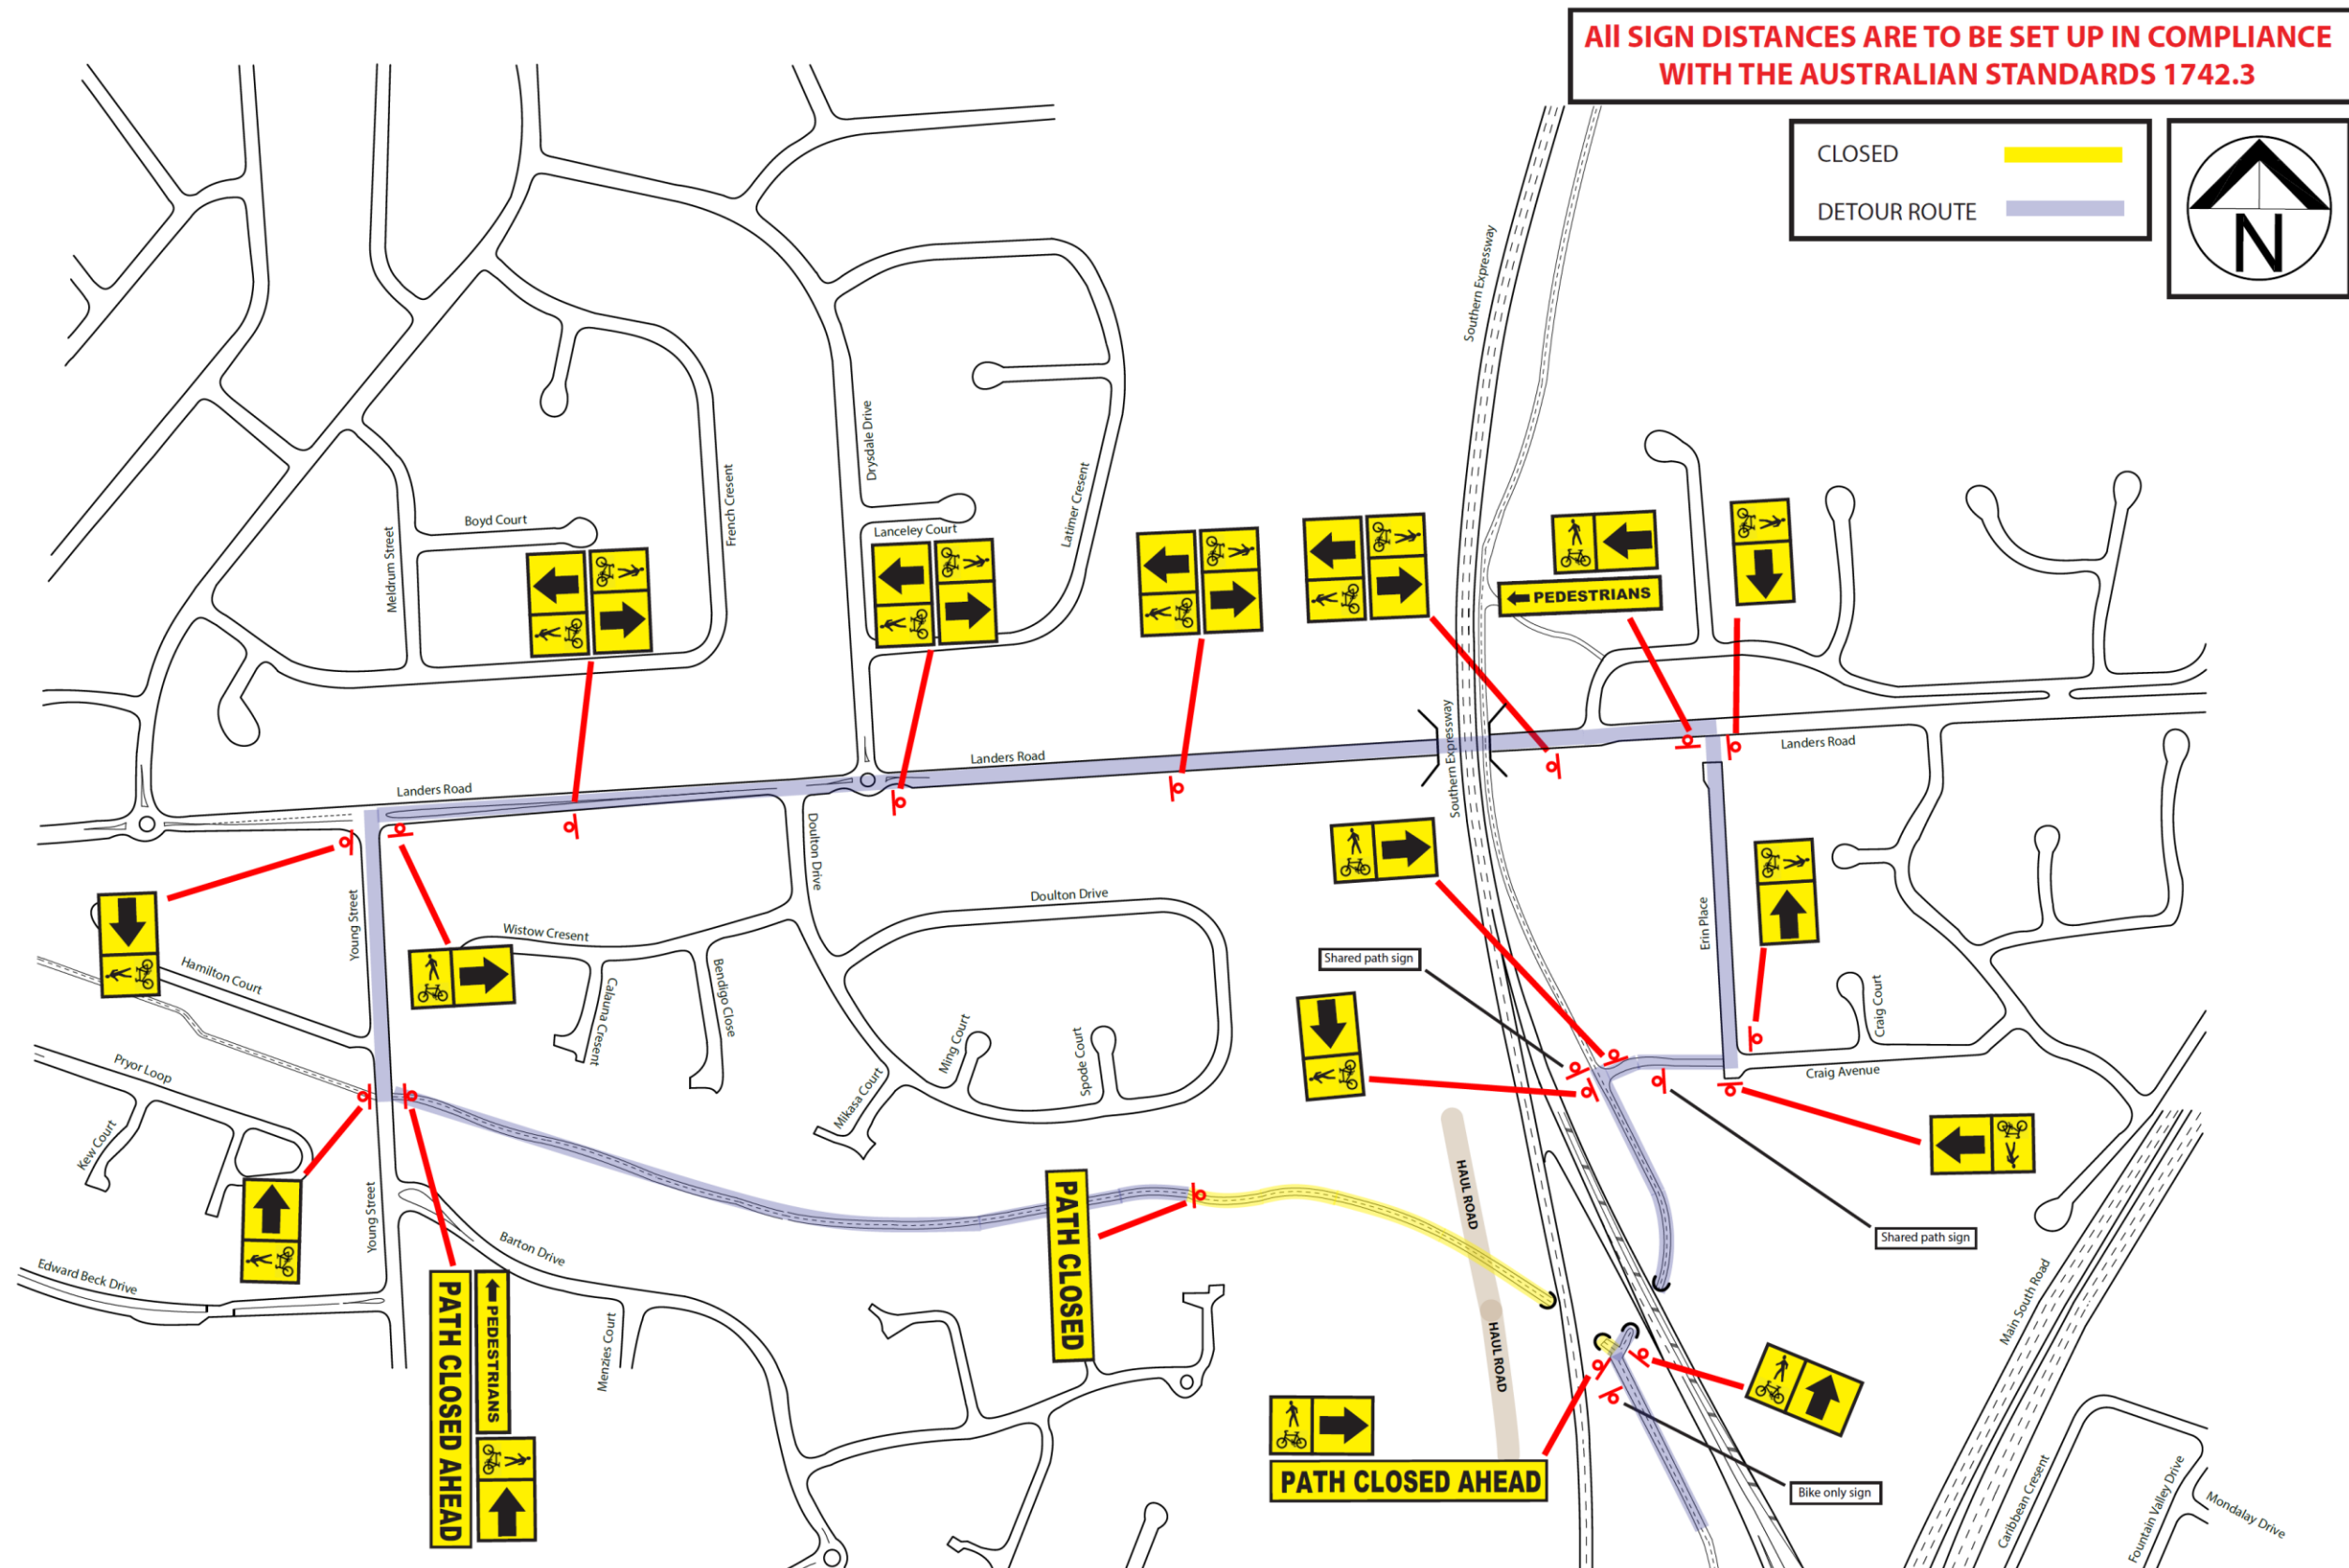 All SIGN DISTANCES ARE TO BE SET UP IN COMPLIANCE
WITH THE AUSTRALIAN STANDARDS 1742.3
CLOSED
DETOUR ROUTE
N
Southern Expressway
Drysdale Drive
French Cresent
Latimer Cresent
Boyd Court
Meldrum Street
Lanceley Court
PEDESTRIANS
Southern Expressway
Landers Road
Landers Road
Landers Road
Doulton Drive
Doulton Drive
Young Street
Wistow Cresent
Hamilton Court
Calauna Cresent
Bendigo Close
Erin Place
Shared path sign
Craig Court
Ming Court
Spode Court
Mikasa Court
Pryor Loop
Kew Court
Craig Avenue
HAUL ROAD
PATH CLOSED
Young Street
Shared path sign
Barton Drive
Edward Beck Drive
PATH CLOSED AHEAD
PEDESTRIANS
Menzies Court
HAUL ROAD
Main South Road
PATH CLOSED AHEAD
Bike only sign
Caribbean Cresent
Fountain Valley Drive
Mondalay Drive